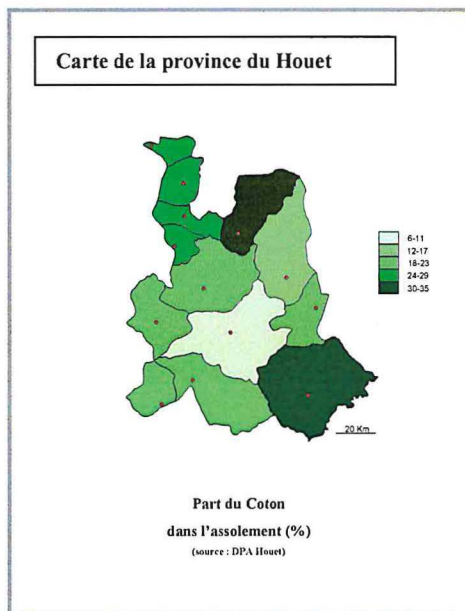 Carte de la province du Houet
6-11
12-17
18-23
24-29
30-35
20 Km
Part du Coton
dans l'assolement (%)
(source : DPA Houet)